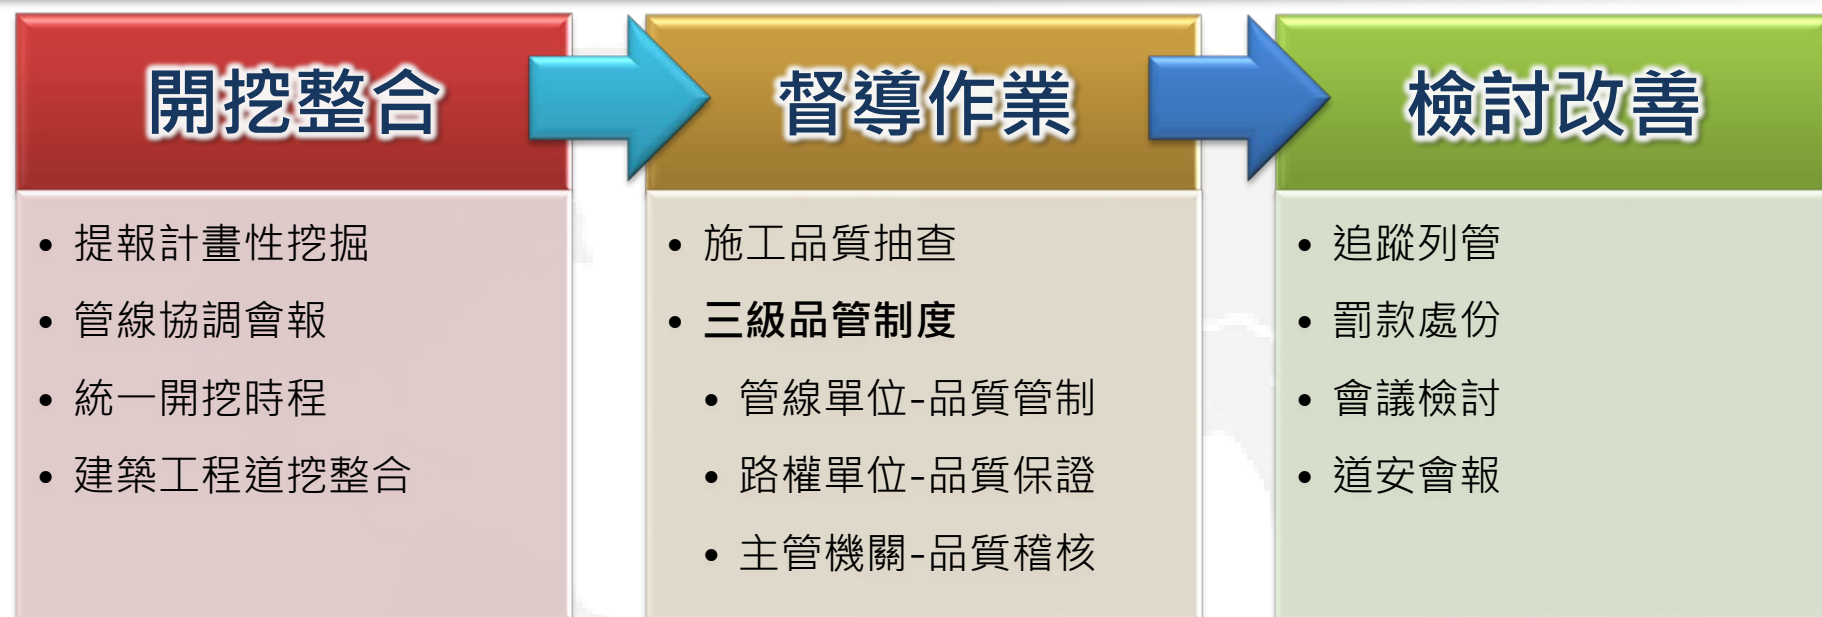 開挖整合
• 提報計畫性挖掘
• 管線協調會報
• 統一開挖時程
• 建築工程道挖整合
督導作業
• 施工品質抽查
• 三級品管制度
• 管線單位-品質管制
• 路權單位-品質保證
• 主管機關-品質稽核
檢討改善
• 追蹤列管
• 罰款處份
• 會議檢討
• 道安會報